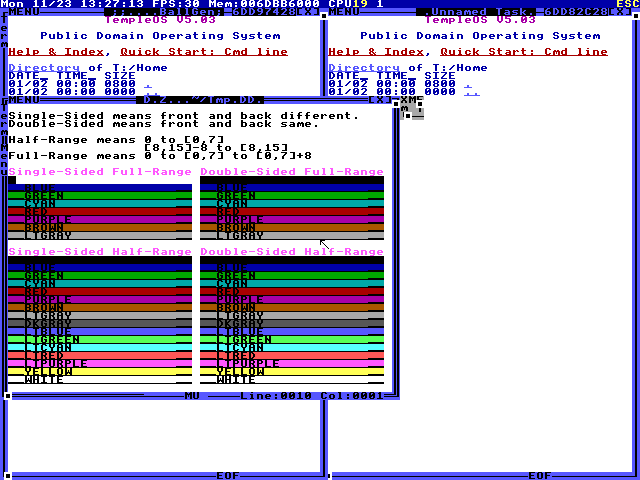 Mon 11/23 13:27:13 FPS:30 Mem:006DBB6000 CPU19 1 ESC
MENU BallGen; 6DD97428[X]
TempleOS V5.03
Public Domain Operating System
Help & Index, Quick Start: Cmd line
Directory of T:/Home
DATE_ TIME_ SIZE
01/02 00:00 0800 .
01/02 00:00 0000 ..
MENU .Unnamed Task. 6DD82C28[X]
TempleOS V5.03
Public Domain Operating System
Help & Index, Quick Start: Cmd line
Directory of T:/Home
DATE_ TIME_ SIZE
01/02 00:00 0000 .
01/02 00:00 0000 ..
MENU D.Z...~/Tmp.DD. [X]
Single-Sided means front and back different.
Double-Sided means front and back same.
Half-Range means 0 to [0,7]
[8,15]-8 to [8,15]
Full-Range means 0 to [0,7] to [0,7]+8
Single-Sided Full-Range Double-Sided Full-Range
BLUE BLUE
GREEN GREEN
CYAN CYAN
RED RED
PURPLE PURPLE
BROWN BROWN
LTGRAY LTGRAY
Single-Sided Half-Range Double-Sided Half-Range
BLUE BLUE
GREEN GREEN
CYAN CYAN
RED RED
PURPLE PURPLE
BROWN BROWN
LTGRAY LTGRAY
DKGRAY DKGRAY
LTBLUE LTBLUE
LTGREEN LTGREEN
LTCYAN LTCYAN
LTRED LTRED
LTPURPLE LTPURPLE
YELLOW YELLOW
WHITE WHITE
MU Line:0010 Col:0001
EOF EOF